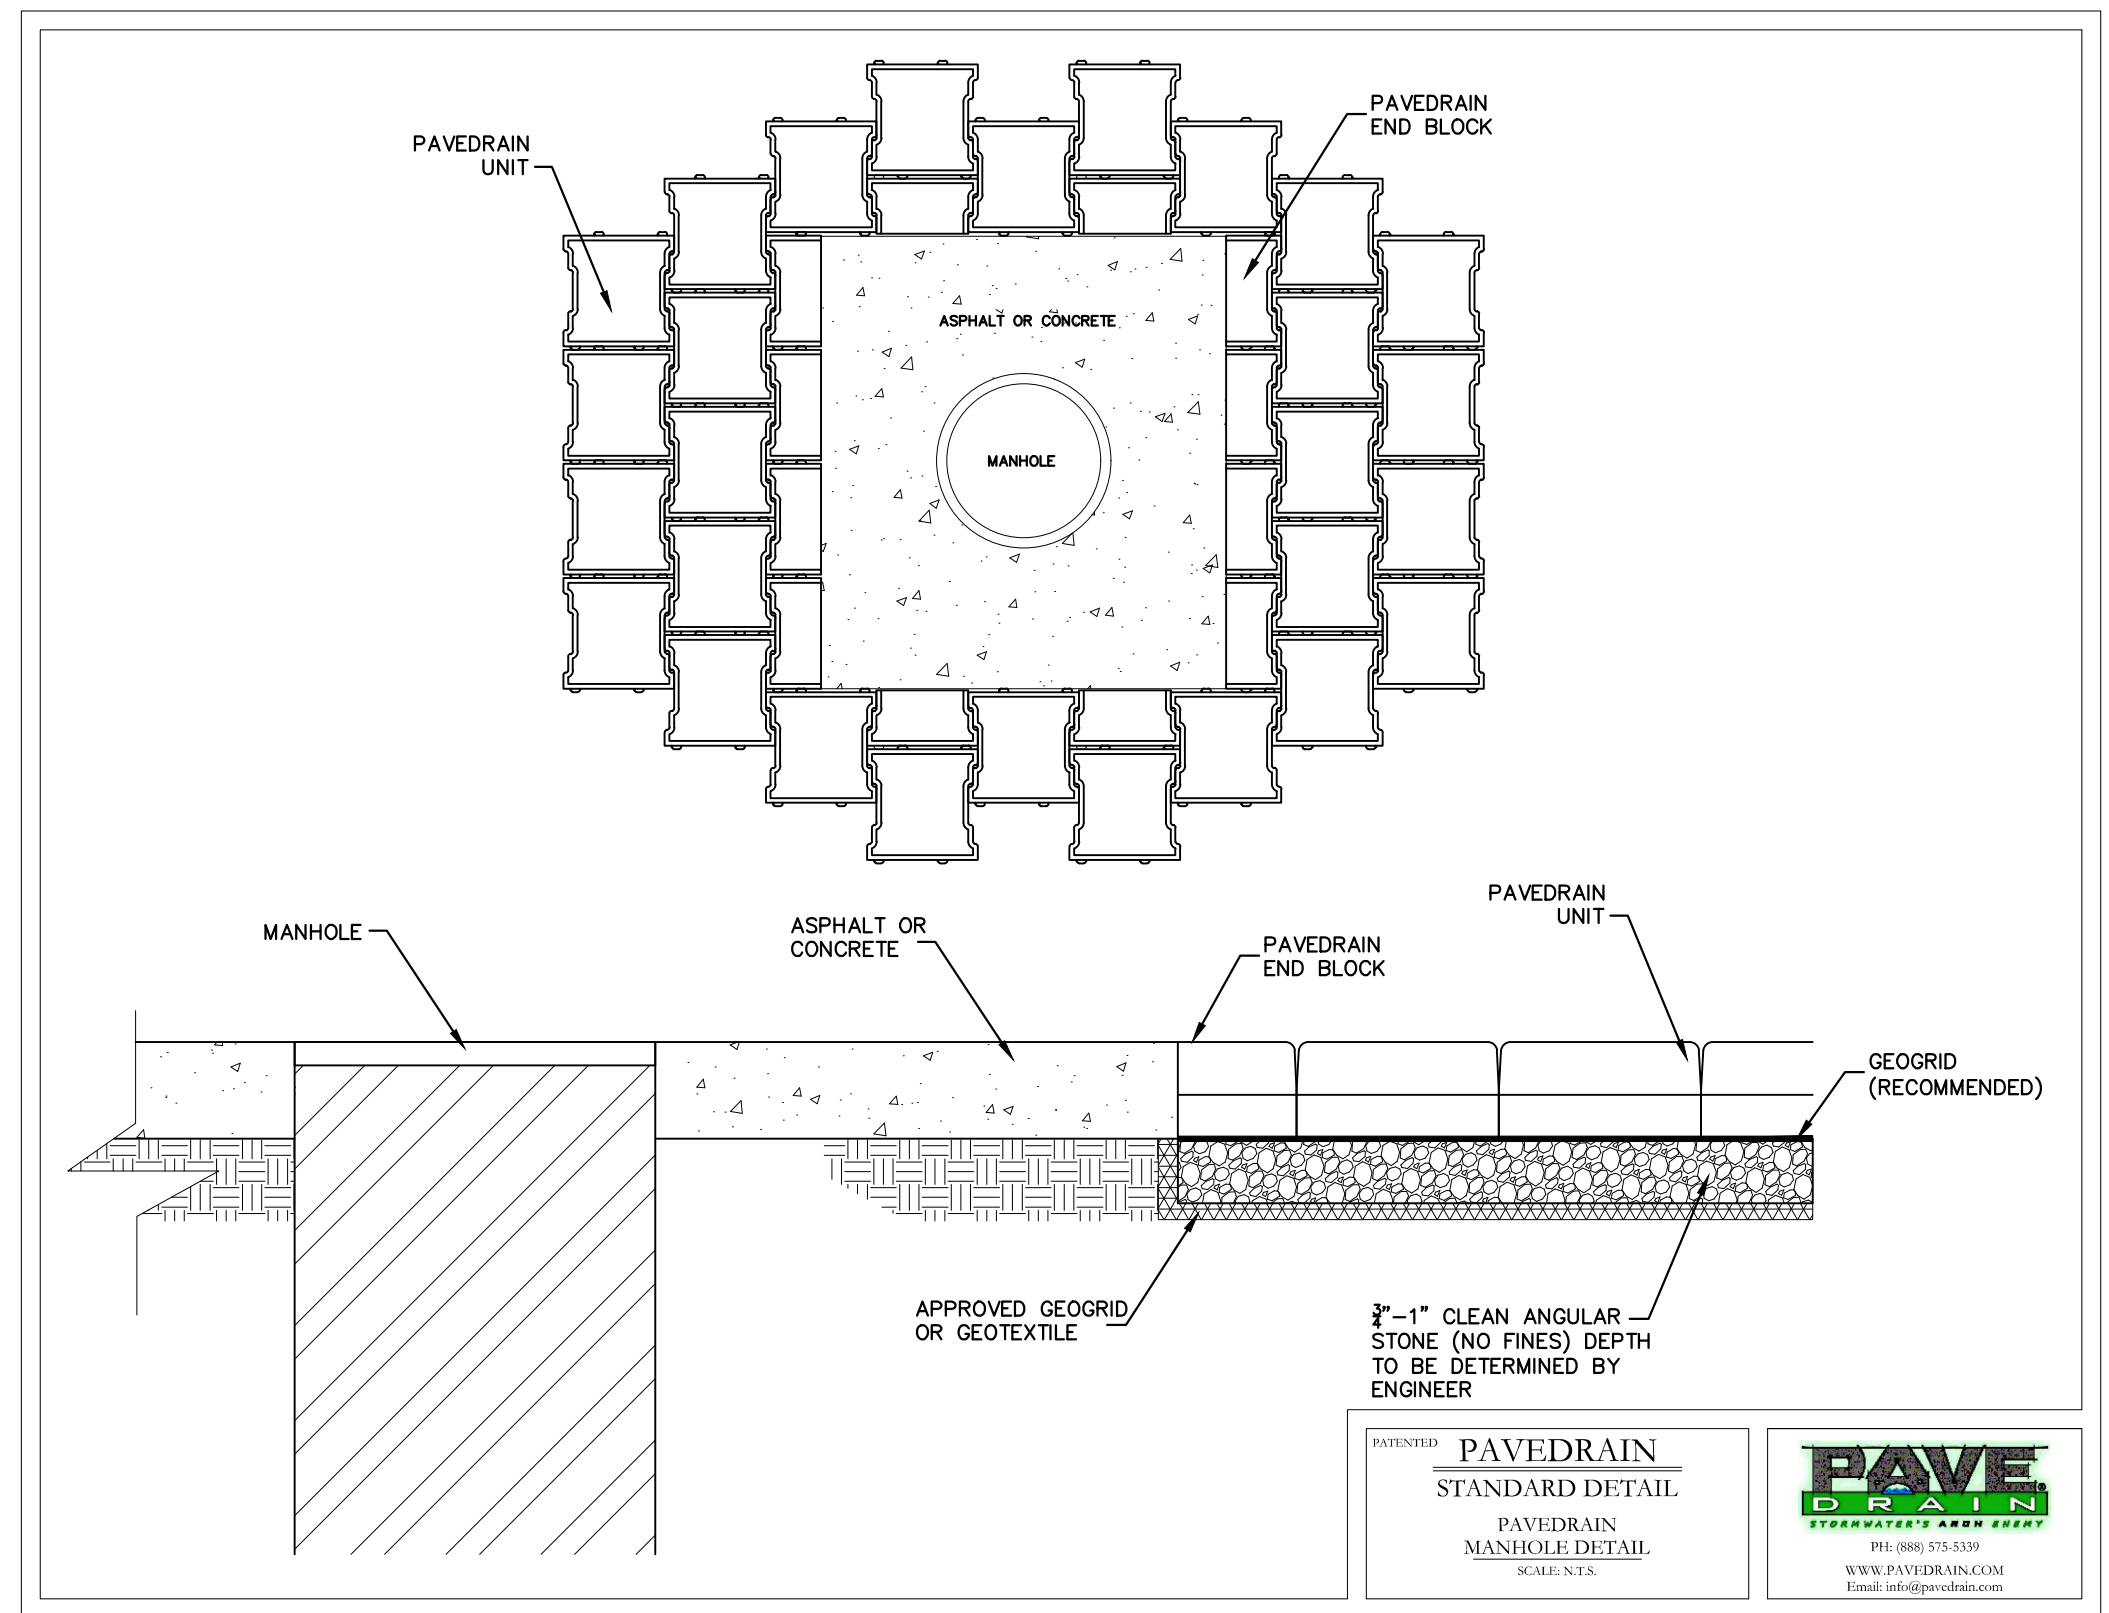 PAVEDRAIN
UNIT
PAVEDRAIN
END BLOCK
ASPHALT OR CONCRETE
MANHOLE
MANHOLE
ASPHALT OR
CONCRETE
PAVEDRAIN
END BLOCK
PAVEDRAIN
UNIT
GEOGRID
(RECOMMENDED)
APPROVED GEOGRID
OR GEOTEXTILE
¾"-1" CLEAN ANGULAR
STONE (NO FINES) DEPTH
TO BE DETERMINED BY
ENGINEER
PATENTED
PAVEDRAIN
STANDARD DETAIL
PAVEDRAIN
MANHOLE DETAIL
SCALE: N.T.S.
PAVE
DRAIN®
STORMWATER'S ARCH ENEMY
PH: (888) 575-5339
WWW.PAVEDRAIN.COM
Email: info@pavedrain.com